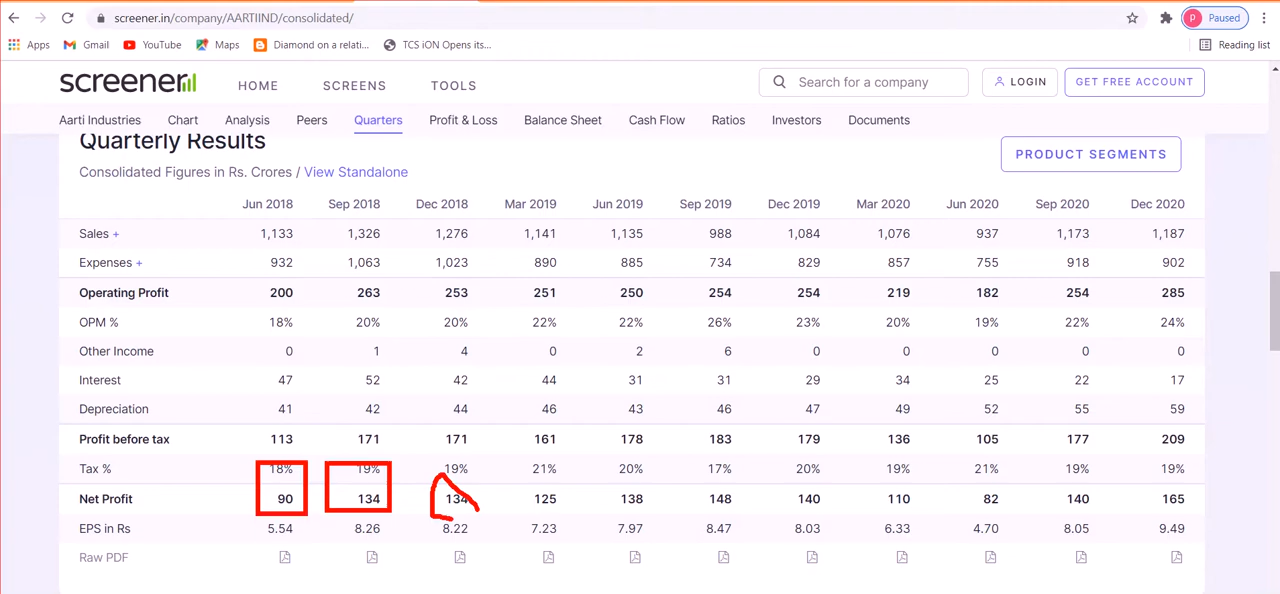 screener.in/company/AARTIIND/consolidated/
P Paused
Apps Gmail YouTube Maps Diamond on a relati... TCS iON Opens its... Reading list
screener HOME SCREENS TOOLS Search for a company LOGIN GET FREE ACCOUNT
Aarti Industries Chart Analysis Peers Quarters Profit & Loss Balance Sheet Cash Flow Ratios Investors Documents
Quarterly Results
PRODUCT SEGMENTS
Consolidated Figures in Rs. Crores / View Standalone
Jun 2018 Sep 2018 Dec 2018 Mar 2019 Jun 2019 Sep 2019 Dec 2019 Mar 2020 Jun 2020 Sep 2020 Dec 2020
Sales + 1,133 1,326 1,276 1,141 1,135 988 1,084 1,076 937 1,173 1,187
Expenses + 932 1,063 1,023 890 885 734 829 857 755 918 902
Operating Profit 200 263 253 251 250 254 254 219 182 254 285
OPM % 18% 20% 20% 22% 22% 26% 23% 20% 19% 22% 24%
Other Income 0 1 4 0 2 6 0 0 0 0 0
Interest 47 52 42 44 31 31 29 34 25 22 17
Depreciation 41 42 44 46 43 46 47 49 52 55 59
Profit before tax 113 171 171 161 178 183 179 136 105 177 209
Tax % 18% 19% 19% 21% 20% 17% 20% 19% 21% 19% 19%
Net Profit 90 134 134 125 138 148 140 110 82 140 165
EPS in Rs 5.54 8.26 8.22 7.23 7.97 8.47 8.03 6.33 4.70 8.05 9.49
Raw PDF